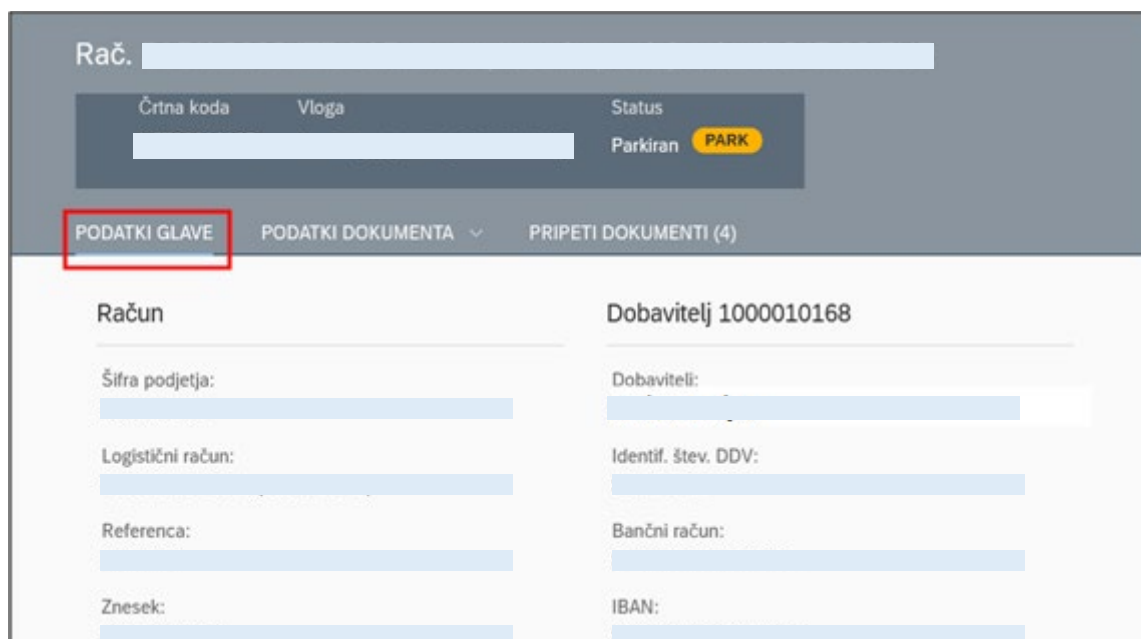 Rač.
Črtna koda Vloga Status
Parkiran PARK
PODATKI GLAVE PODATKI DOKUMENTA PRIPETI DOKUMENTI (4)
Račun
Dobavitelj 1000010168
Šifra podjetja:
Dobavitelj:
Logistični račun:
Identif. štev. DDV:
Referenca:
Bančni račun:
Znesek:
IBAN: